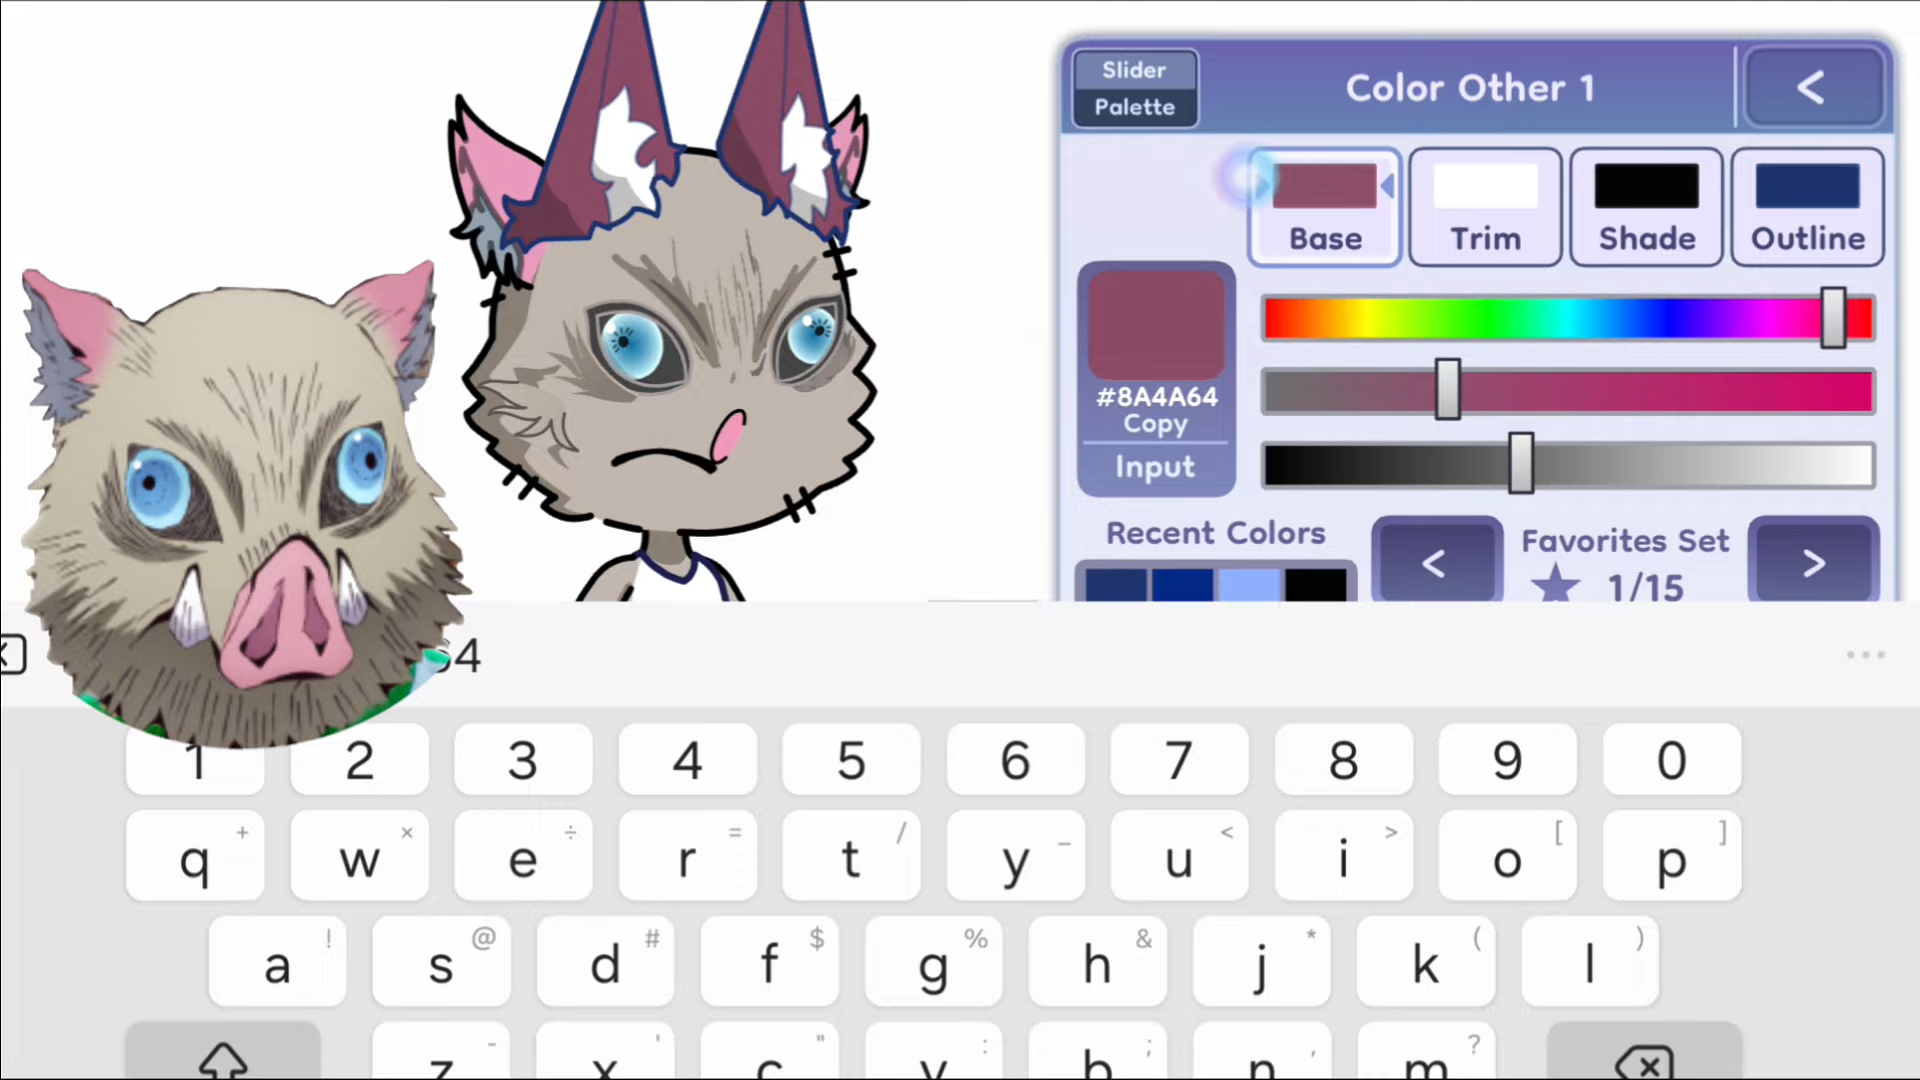 Slider
Palette
Color Other 1
<
Base
Trim
Shade
Outline
#8A4A64
Copy
Input
Recent Colors
<
Favorites Set
1/15
>
4
...
1 2 3 4 5 6 7 8 9 0
q + w × e ÷ r = t / y _ u < i > o [ p ]
a ! s @ d # f $ g % h & j * k ( l )
z - x ' c " v : b ; n , m ?